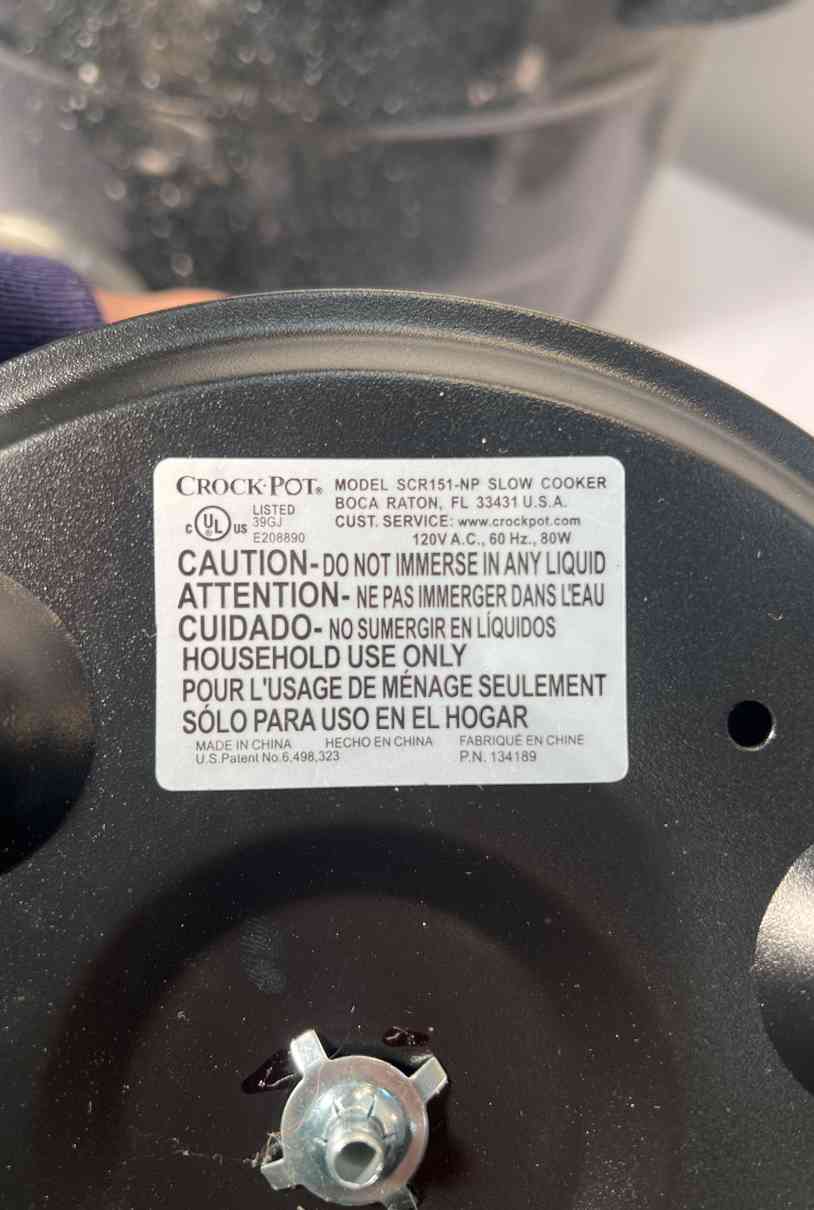 CROCK·POT® MODEL SCR151-NP SLOW COOKER
BOCA RATON, FL 33431 U.S.A.
CUST. SERVICE: www.crockpot.com
120V A.C., 60 Hz., 80W
C UL US LISTED
39GJ
E208890
CAUTION- DO NOT IMMERSE IN ANY LIQUID
ATTENTION- NE PAS IMMERGER DANS L'EAU
CUIDADO- NO SUMERGIR EN LÍQUIDOS
HOUSEHOLD USE ONLY
POUR L'USAGE DE MÉNAGE SEULEMENT
SÓLO PARA USO EN EL HOGAR
MADE IN CHINA HECHO EN CHINA FABRIQUÉ EN CHINE
U.S.Patent No.6,498,323 P.N. 134189